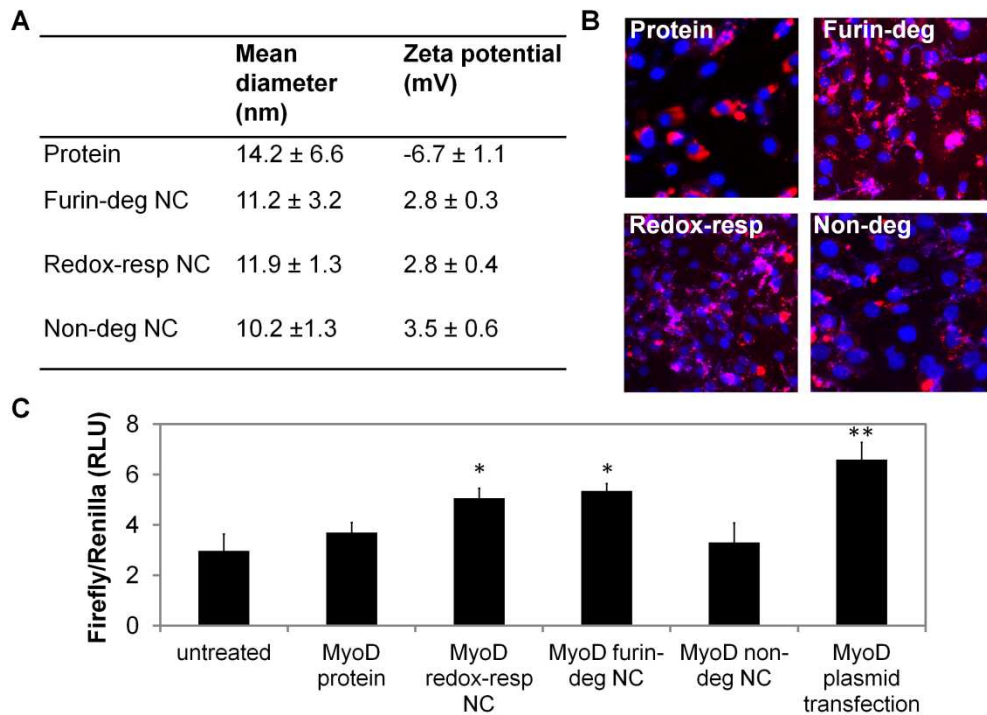 A
Mean diameter (nm)
Zeta potential (mV)
Protein 14.2 ± 6.6 -6.7 ± 1.1
Furin-deg NC 11.2 ± 3.2 2.8 ± 0.3
Redox-resp NC 11.9 ± 1.3 2.8 ± 0.4
Non-deg NC 10.2 ±1.3 3.5 ± 0.6
B
Protein
Furin-deg
Redox-resp
Non-deg
C
Firefly/Renilla (RLU)
8
6
4
2
0
*
*
**
untreated
MyoD protein
MyoD redox-resp NC
MyoD furin-deg NC
MyoD non-deg NC
MyoD plasmid transfection